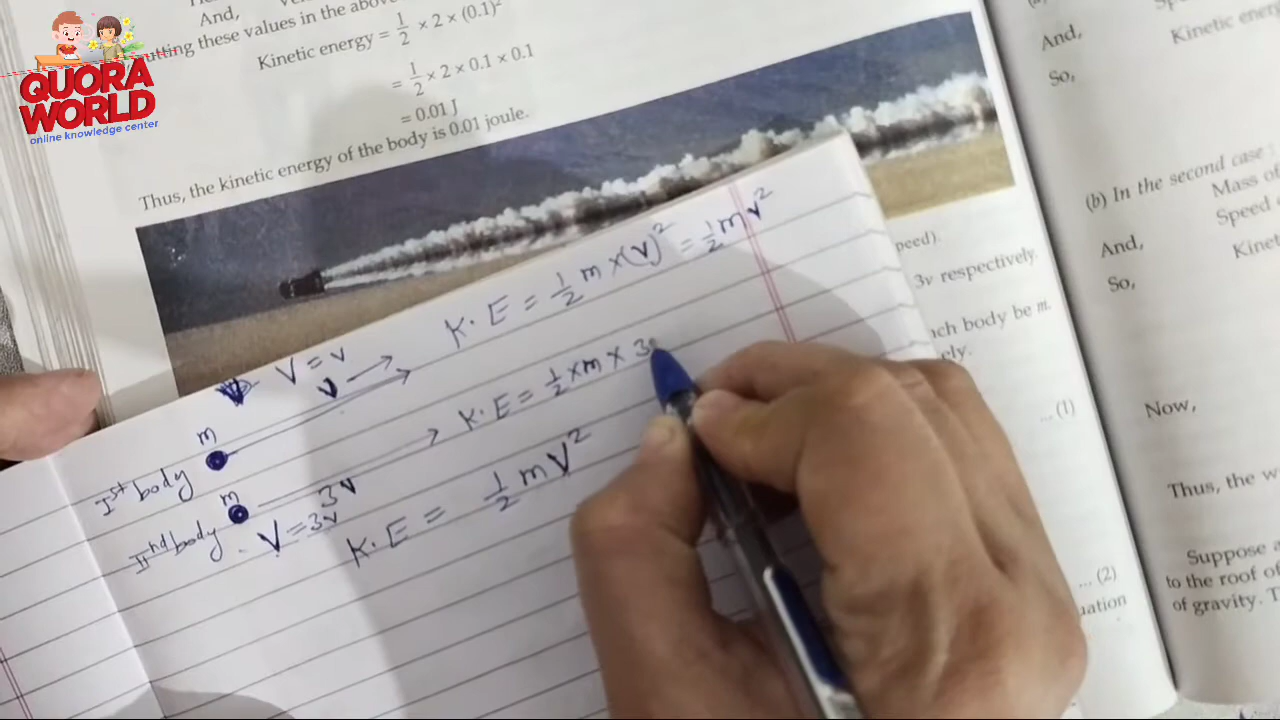 QUORA
WORLD
online knowledge center
And,
utting these values in the above
Kinetic energy = 1/2 × 2 × (0.1)²
= 1/2 × 2 × 0.1 × 0.1
= 0.01 J
Thus, the kinetic energy of the body is 0.01 joule.
V = v
v
K.E = 1/2 m × (v)² = 1/2 m v²
m
Ist body
K.E = 1/2 × m × 3
m
3v
IInd body
V = 3v
K.E = 1/2 m V²
peed).
3v respectively.
ach body be m.
ely.
... (1)
... (2)
uation
And,
Kinetic ener
So,
(b) In the second case :
Mass of
Speed
And,
Kinet
So,
Now,
Thus, the w
Suppose a
to the roof of
of gravity. T